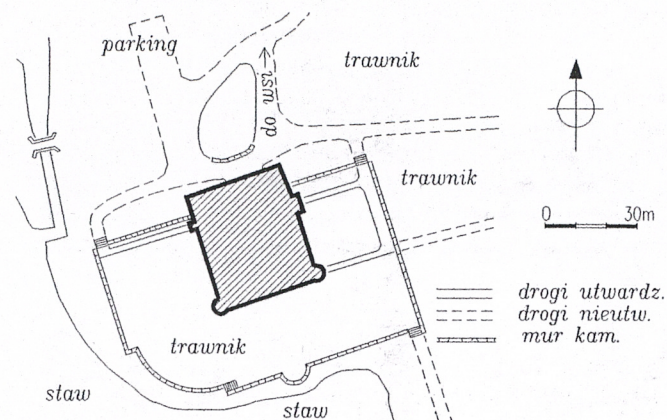 parking
trawnik
do wsi
trawnik
0 30m
drogi utwardz.
drogi nieutw.
mur kam.
trawnik
staw
staw